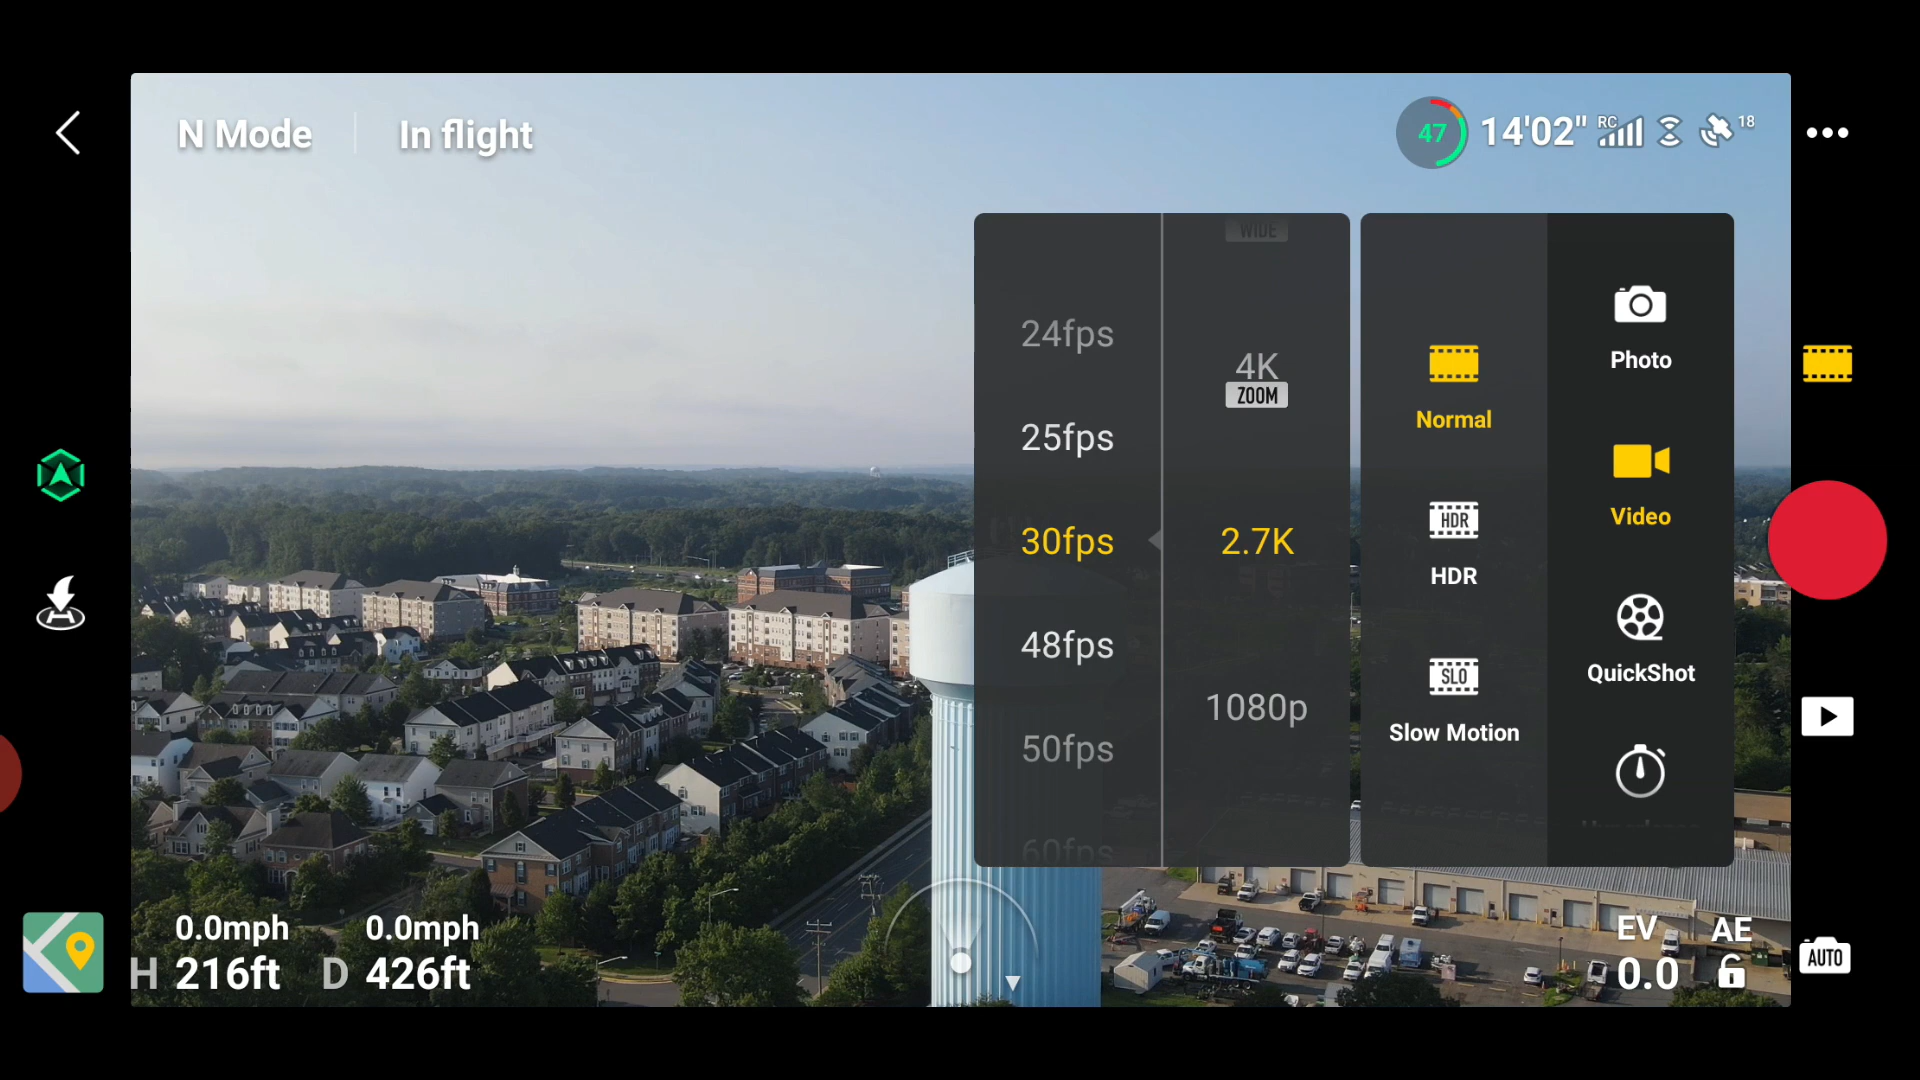 N Mode
In flight
47
14'02"
RC
18
WIDE
24fps
4K
ZOOM
25fps
30fps
2.7K
48fps
1080p
50fps
60fps
Normal
HDR
HDR
SLO
Slow Motion
Photo
Video
QuickShot
0.0mph
0.0mph
H 216ft
D 426ft
EV
0.0
AE
AUTO